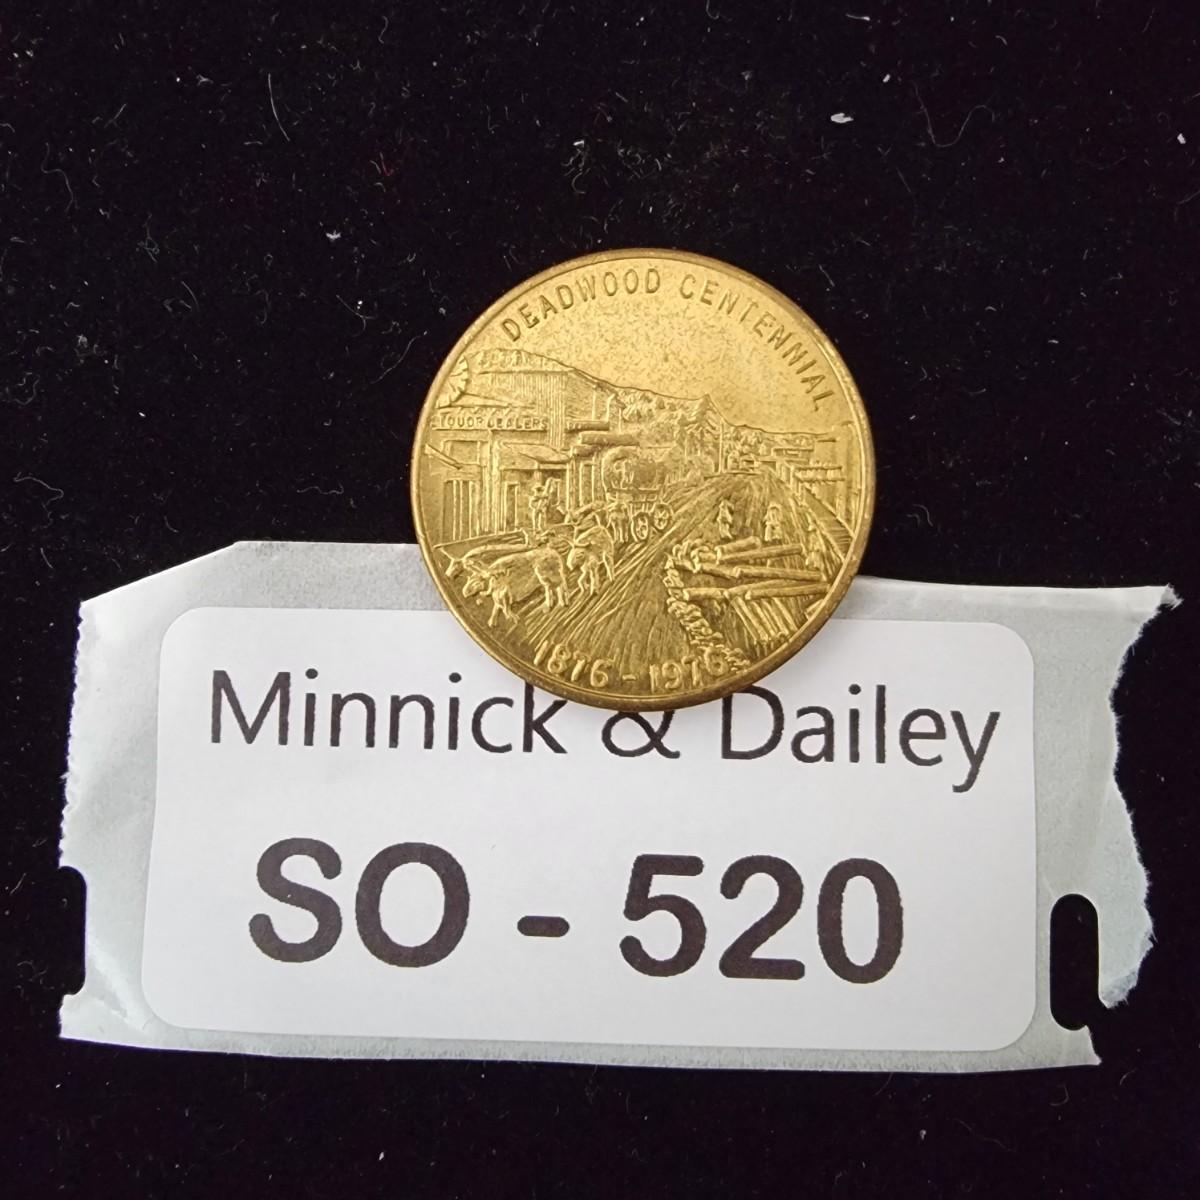 DEADWOOD CENTENNIAL
LIQUOR DEALERS
1876 - 1976
Minnick & Dailey
SO - 520